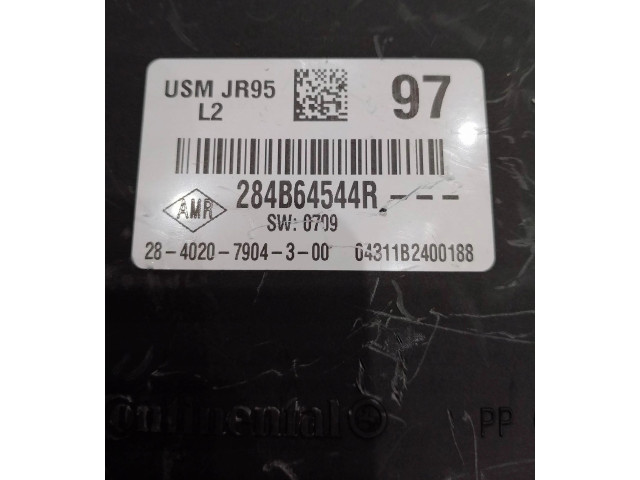 USM JR95 97
L2
AMR 284B64544R
SW: 0709
28-4020-7904-3-00 04311B2400188
Continental
PP